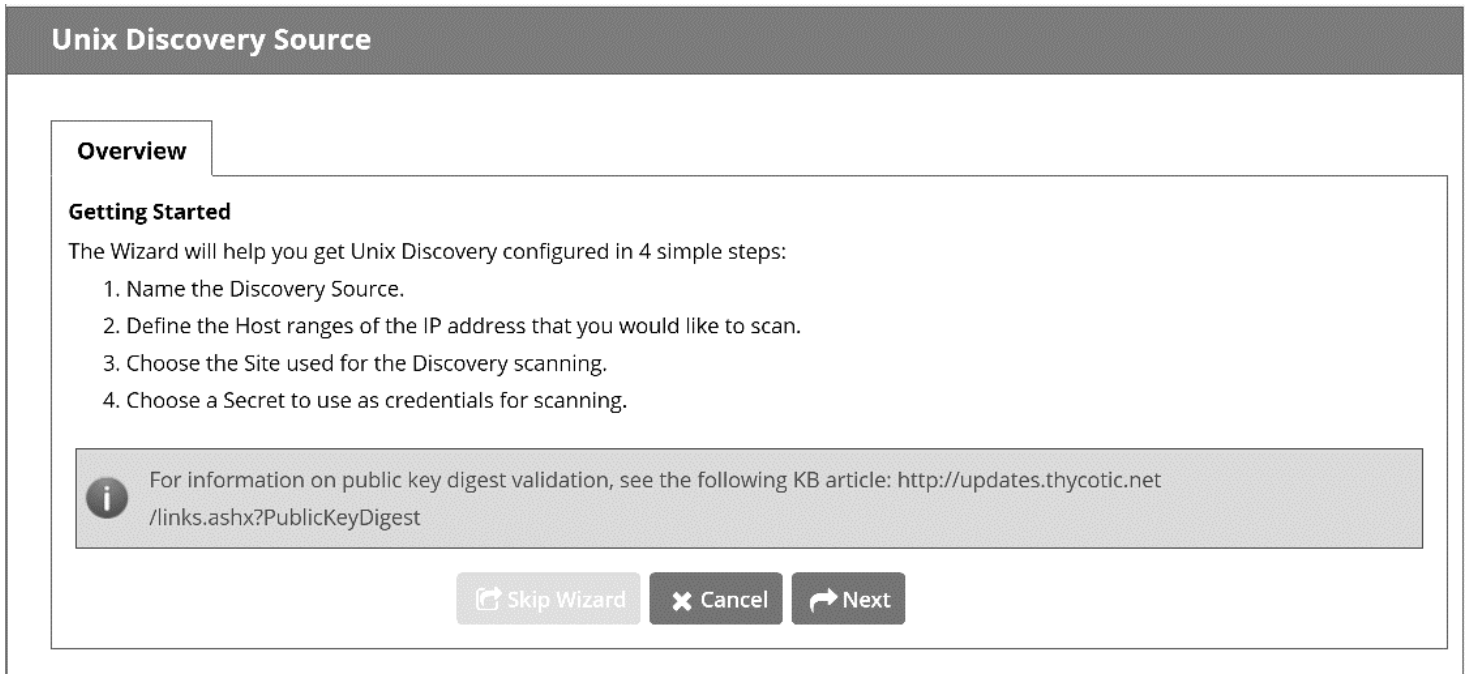 Unix Discovery Source
Overview
Getting Started
The Wizard will help you get Unix Discovery configured in 4 simple steps:
1. Name the Discovery Source.
2. Define the Host ranges of the IP address that you would like to scan.
3. Choose the Site used for the Discovery scanning.
4. Choose a Secret to use as credentials for scanning.
For information on public key digest validation, see the following KB article: http://updates.thycotic.net
/links.ashx?PublicKeyDigest
Skip Wizard Cancel Next